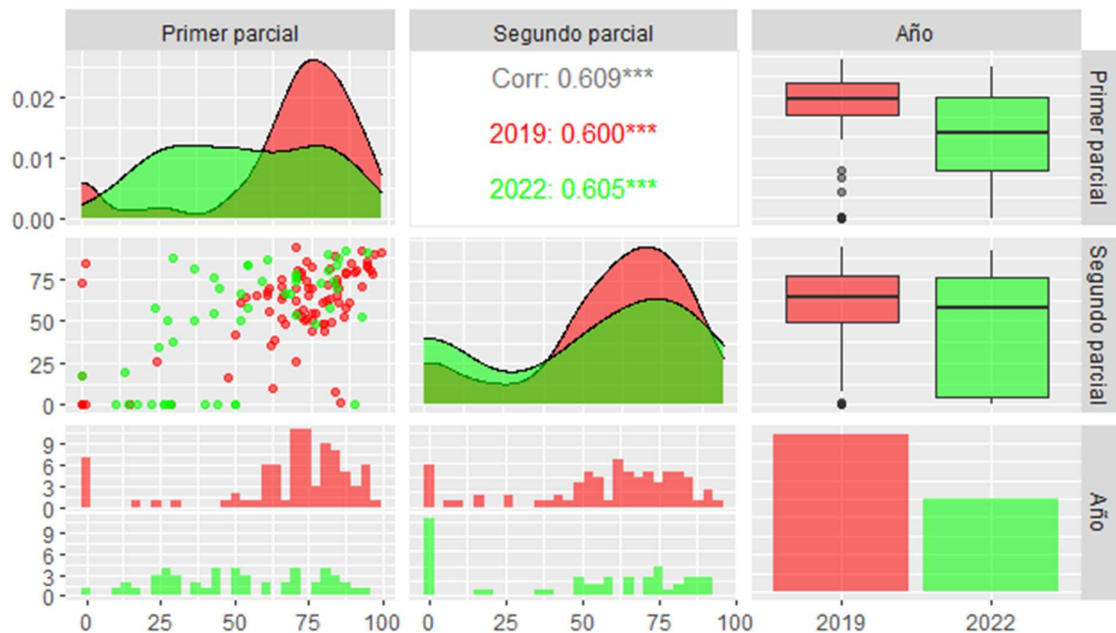 Primer parcial
Segundo parcial
Año
0.02
0.01
0.00
Corr: 0.609***
2019: 0.600***
2022: 0.605***
Primer parcial
75
50
25
0
Segundo parcial
9
6
3
0
9
6
3
0
Año
0 25 50 75 100
0 25 50 75 100
2019 2022